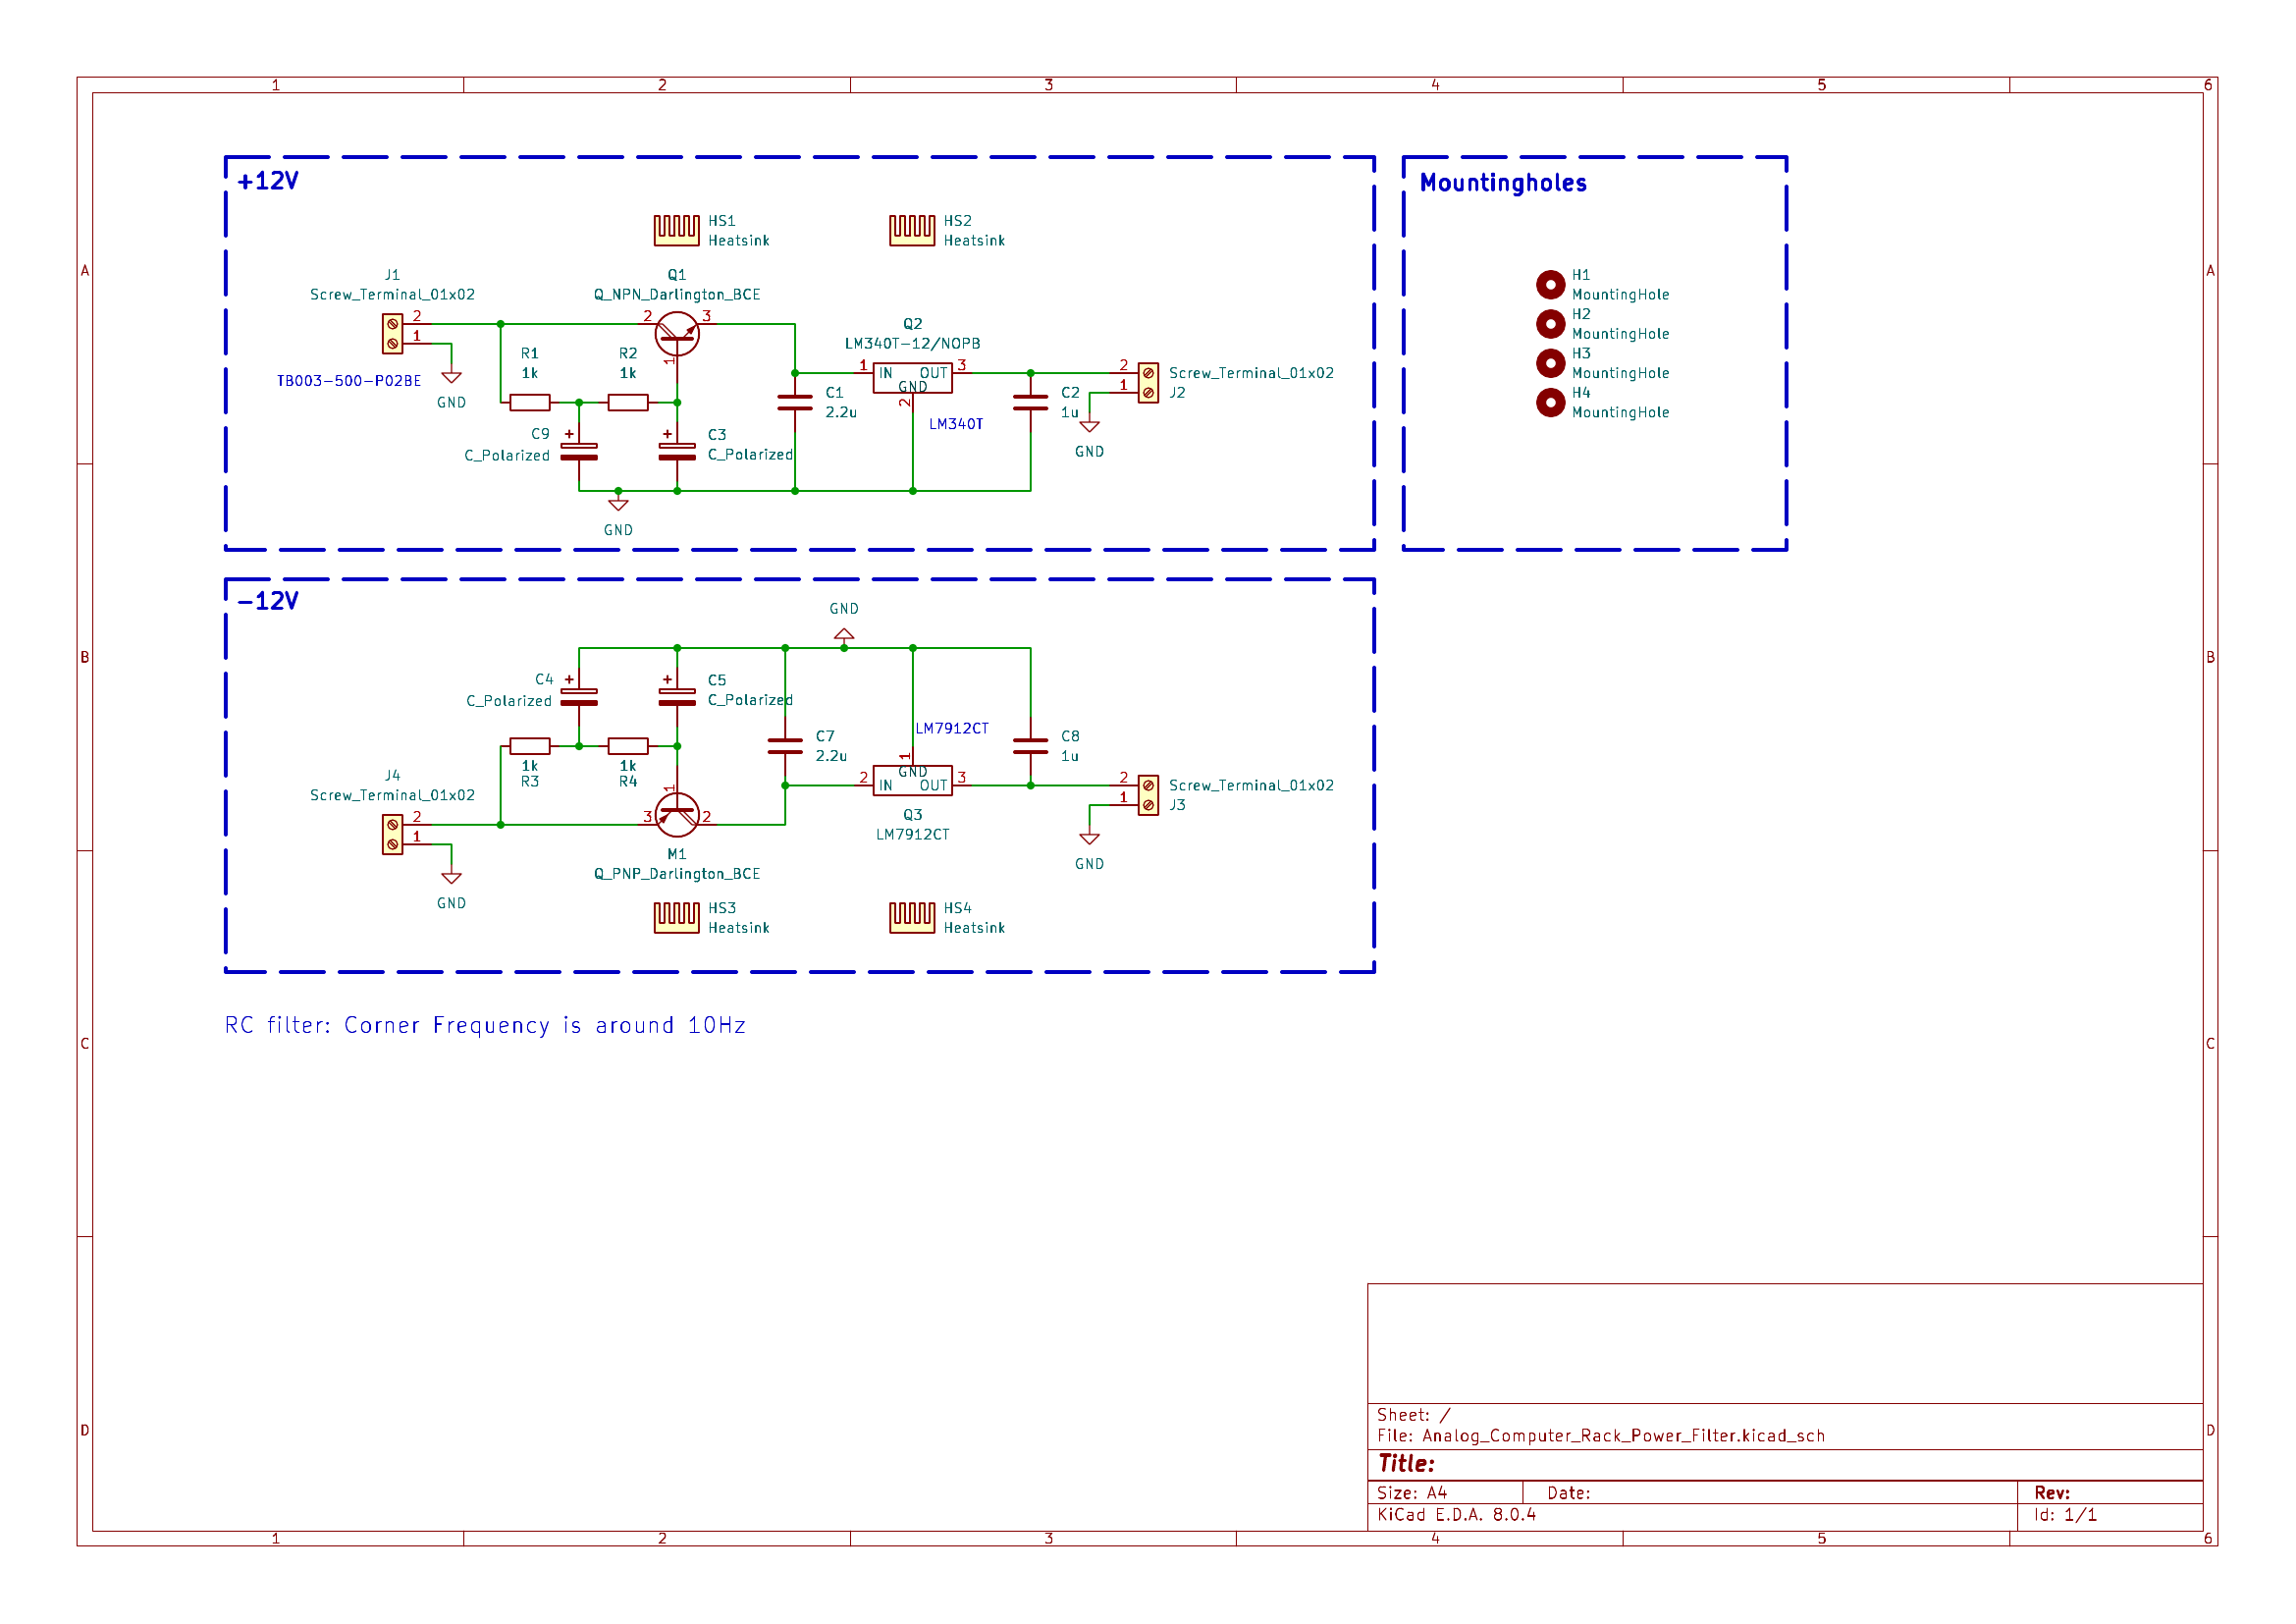 1 2 3 4 5 6
A A
B B
C C
D D
+12V
HS1
Heatsink
HS2
Heatsink
J1
Screw_Terminal_01x02
2
1
TB003-500-P02BE
GND
Q1
Q_NPN_Darlington_BCE
2 3
1
R1
1k
R2
1k
C9
C_Polarized
+
C3
C_Polarized
+
GND
C1
2.2u
Q2
LM340T-12/NOPB
1 IN OUT 3
GND
2
LM340T
C2
1u
2
1
Screw_Terminal_01x02
J2
GND
Mountingholes
H1
MountingHole
H2
MountingHole
H3
MountingHole
H4
MountingHole
-12V
GND
C4
C_Polarized
+
C5
C_Polarized
+
1k
R3
1k
R4
J4
Screw_Terminal_01x02
2
1
GND
1
3 2
M1
Q_PNP_Darlington_BCE
C7
2.2u
LM7912CT
1
GND
2 IN OUT 3
Q3
LM7912CT
C8
1u
2
1
Screw_Terminal_01x02
J3
GND
HS3
Heatsink
HS4
Heatsink
RC filter: Corner Frequency is around 10Hz
Sheet: /
File: Analog_Computer_Rack_Power_Filter.kicad_sch
Title:
Size: A4 Date: Rev:
KiCad E.D.A. 8.0.4 Id: 1/1
1 2 3 4 5 6